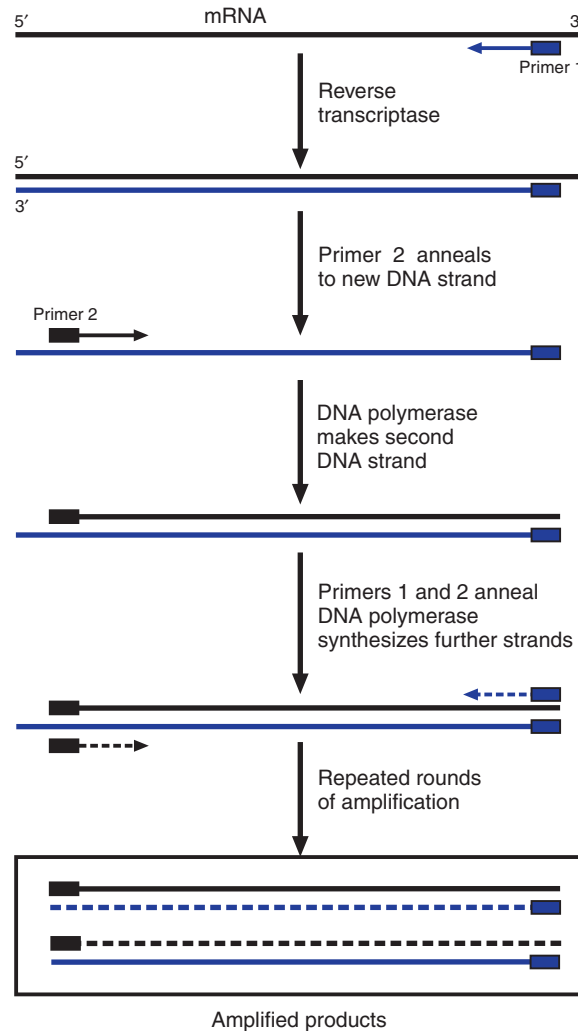 5′ mRNA 3
Primer 1
Reverse
transcriptase
5′
3′
Primer 2 anneals
to new DNA strand
Primer 2
DNA polymerase
makes second
DNA strand
Primers 1 and 2 anneal
DNA polymerase
synthesizes further strands
Repeated rounds
of amplification
Amplified products